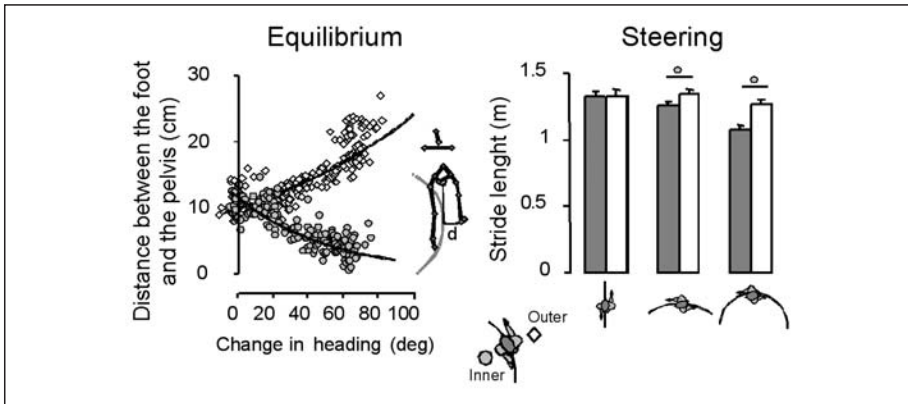 Equilibrium
Distance between the foot
and the pelvis (cm)
30
20
10
0
0 20 40 60 80 100
Change in heading (deg)
d
Inner
Outer
Steering
Stride lenght (m)
1.5
1
0.5
0